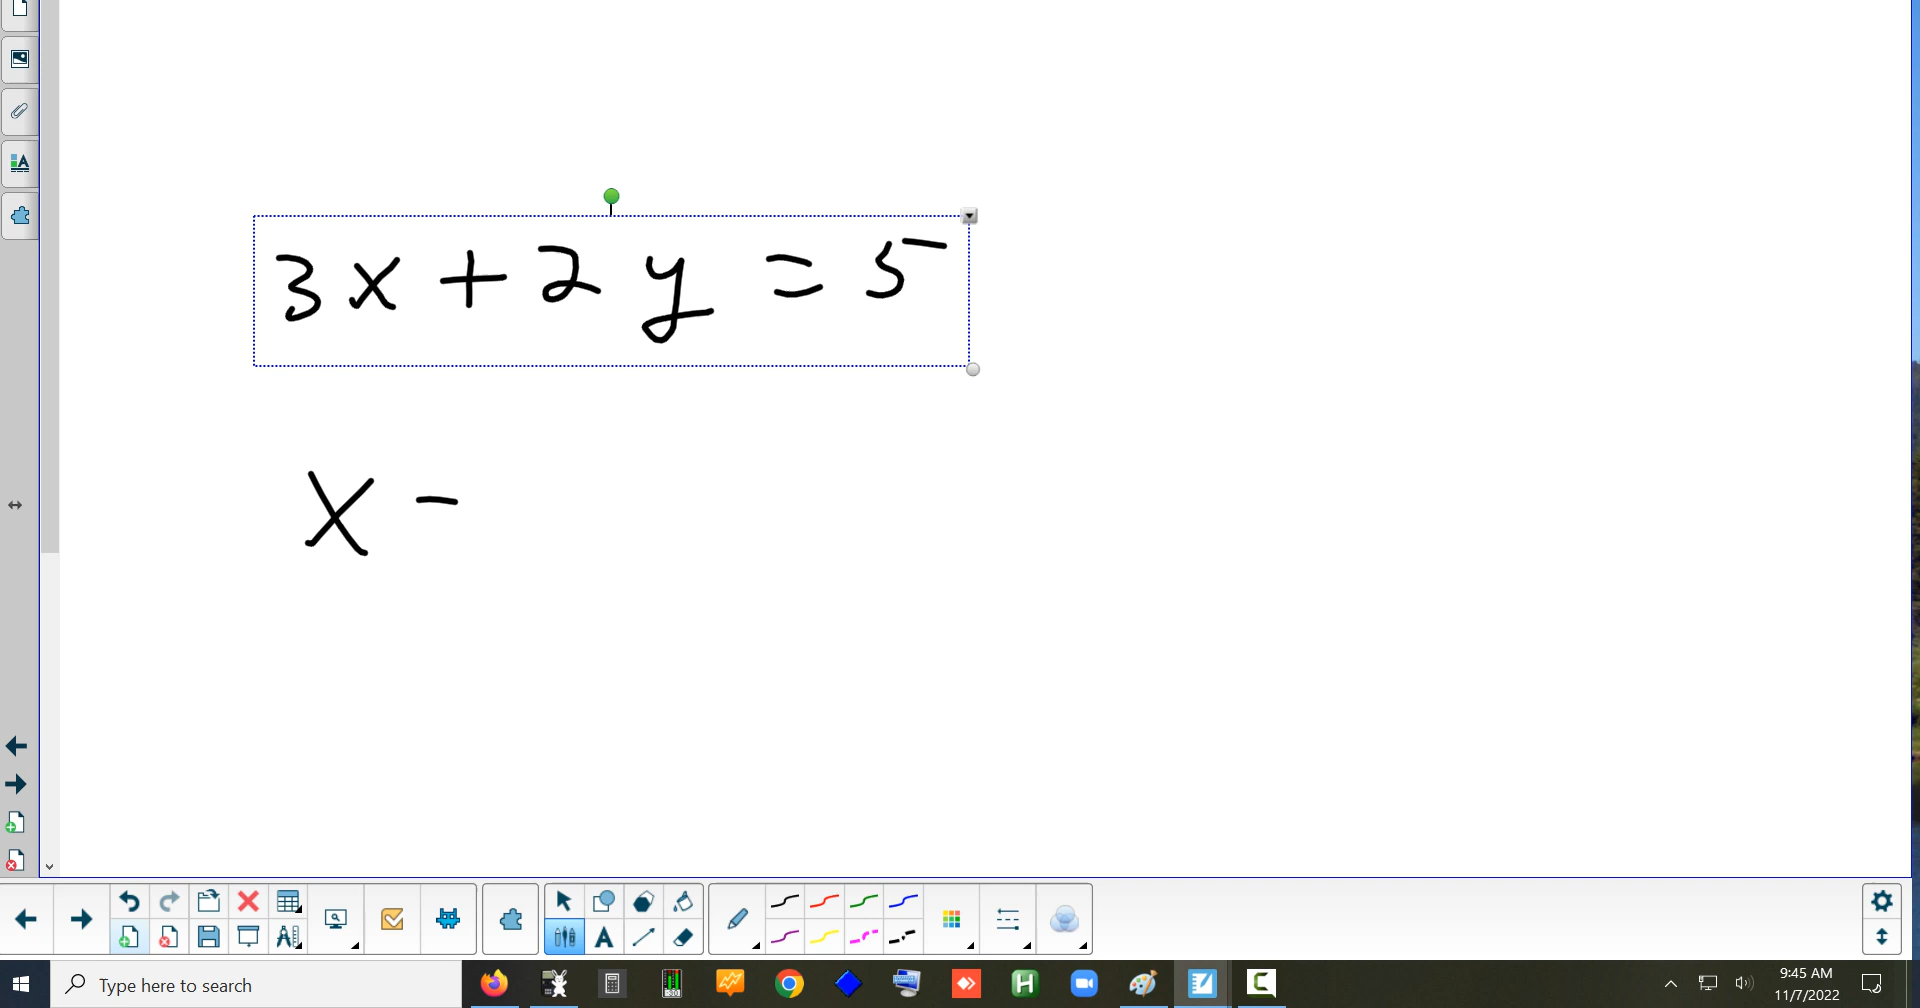 3x + 2y = 5
x -
Type here to search
9:45 AM
11/7/2022